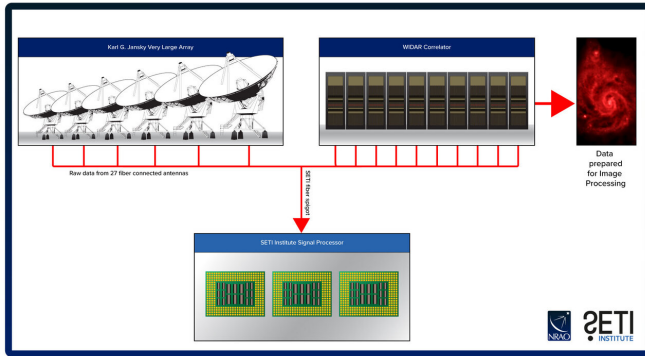 Karl G. Jansky Very Large Array
WIDAR Correlator
Data
prepared
for Image
Processing
Raw data from 27 fiber connected antennas
SETI fiber spigot
SETI Institute Signal Processor
NRAO
SETI
INSTITUTE